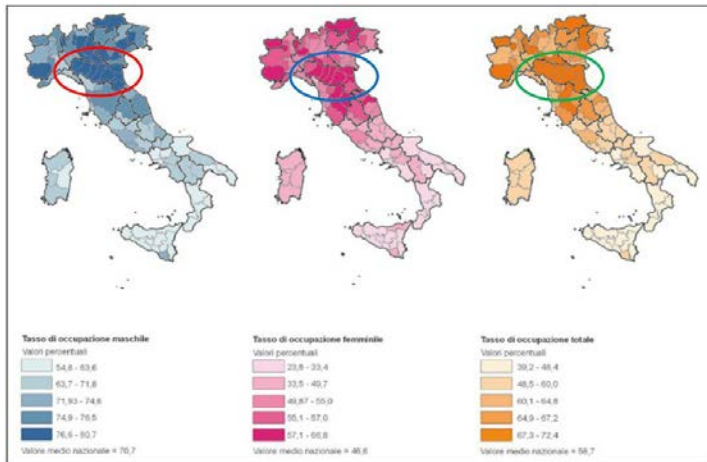 Tasso di occupazione maschile
Valori percentuali
54,8 - 63,6
63,7 - 71,8
71,93 - 74,8
74,9 - 76,5
76,6 - 80,7
Valore medio nazionale = 70,7
Tasso di occupazione femminile
Valori percentuali
23,8 - 33,4
33,5 - 49,7
49,87 - 55,0
55,1 - 57,0
57,1 - 66,8
Valore medio nazionale = 46,6
Tasso di occupazione totale
Valori percentuali
39,2 - 48,4
48,5 - 60,0
60,1 - 64,8
64,9 - 67,2
67,3 - 72,4
Valore medio nazionale = 58,7